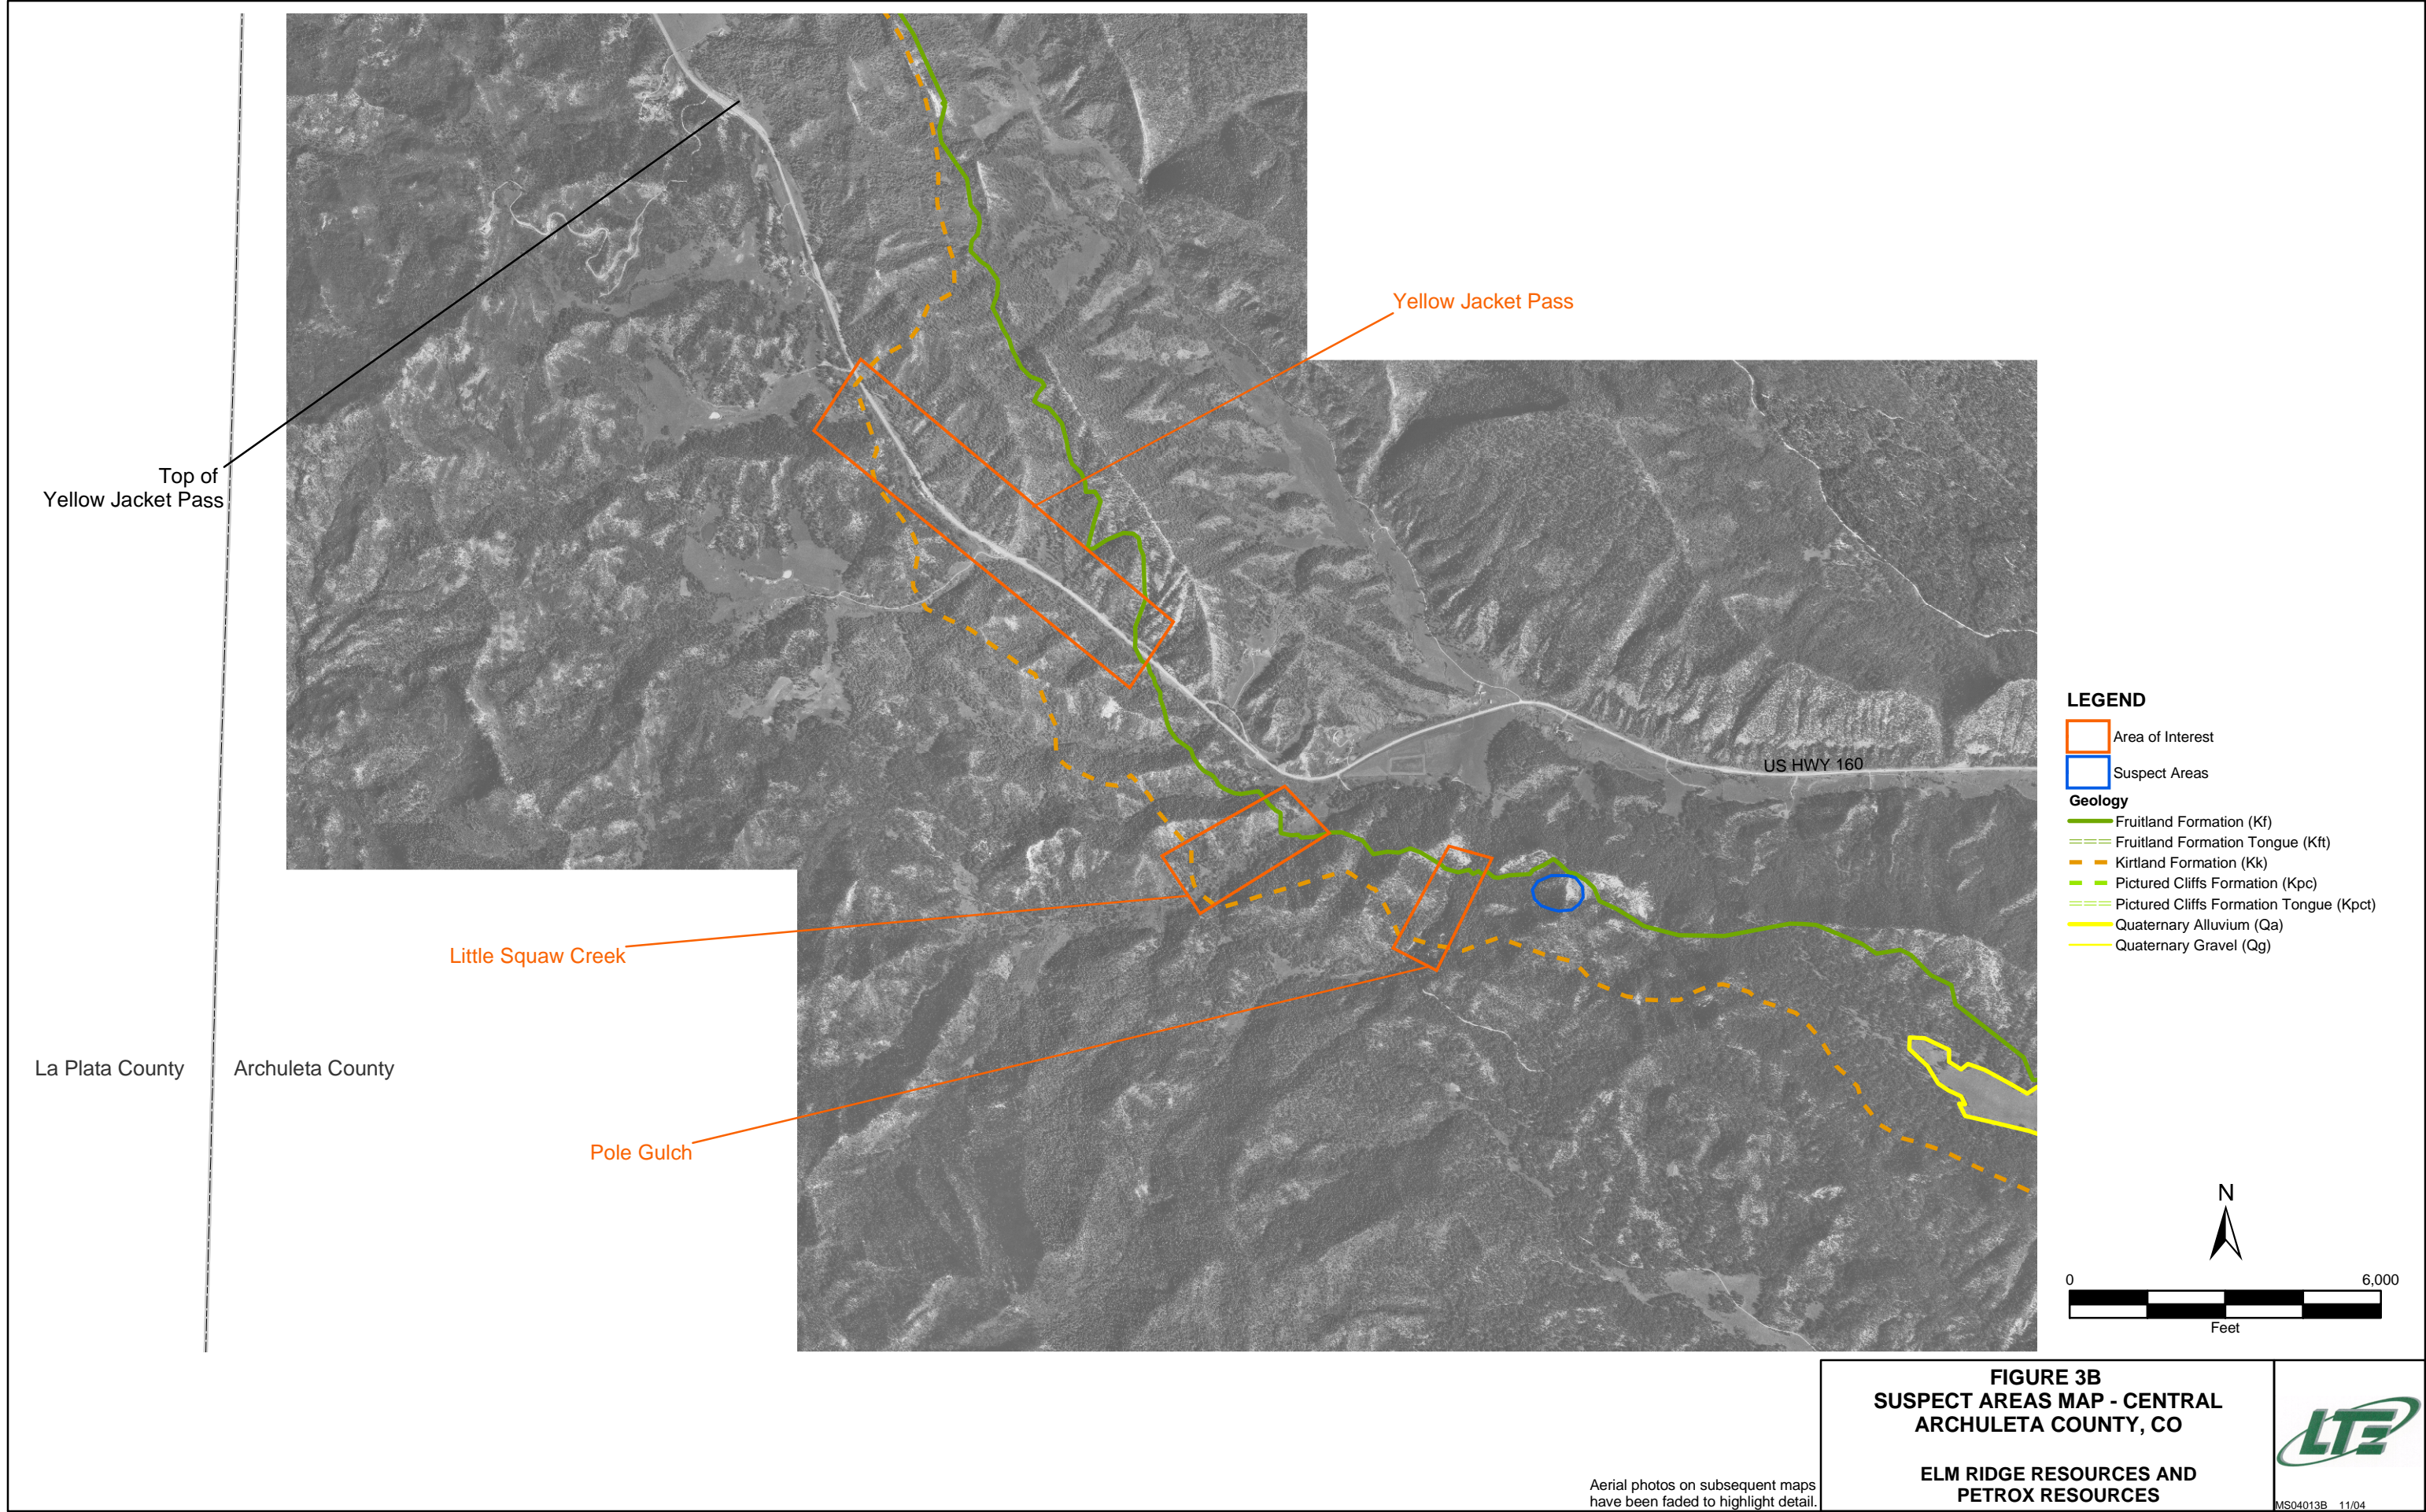 Yellow Jacket Pass
Top of
Yellow Jacket Pass
US HWY 160
Little Squaw Creek
Pole Gulch
La Plata County
Archuleta County
LEGEND
Area of Interest
Suspect Areas
Geology
Fruitland Formation (Kf)
Fruitland Formation Tongue (Kft)
Kirtland Formation (Kk)
Pictured Cliffs Formation (Kpc)
Pictured Cliffs Formation Tongue (Kpct)
Quaternary Alluvium (Qa)
Quaternary Gravel (Qg)
N
0 6,000
Feet
Aerial photos on subsequent maps
have been faded to highlight detail.
FIGURE 3B
SUSPECT AREAS MAP - CENTRAL
ARCHULETA COUNTY, CO
ELM RIDGE RESOURCES AND
PETROX RESOURCES
LTE
MS04013B 11/04